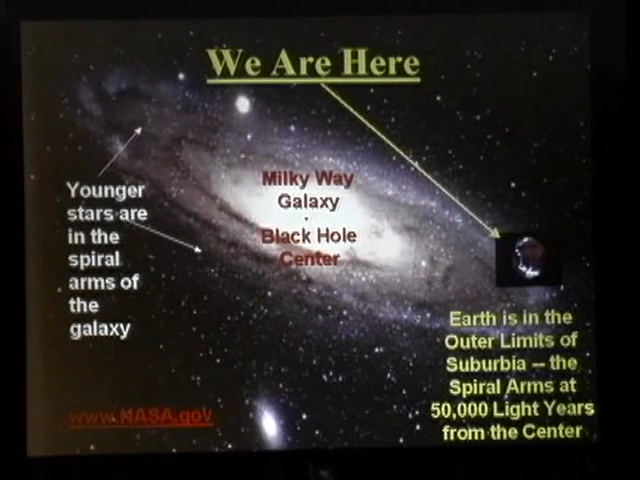 We Are Here
Milky Way
Galaxy
Black Hole
Center
Younger
stars are
in the
spiral
arms of
the
galaxy
Earth is in the
Outer Limits of
Suburbia -- the
Spiral Arms at
50,000 Light Years
from the Center
www.NASA.gov